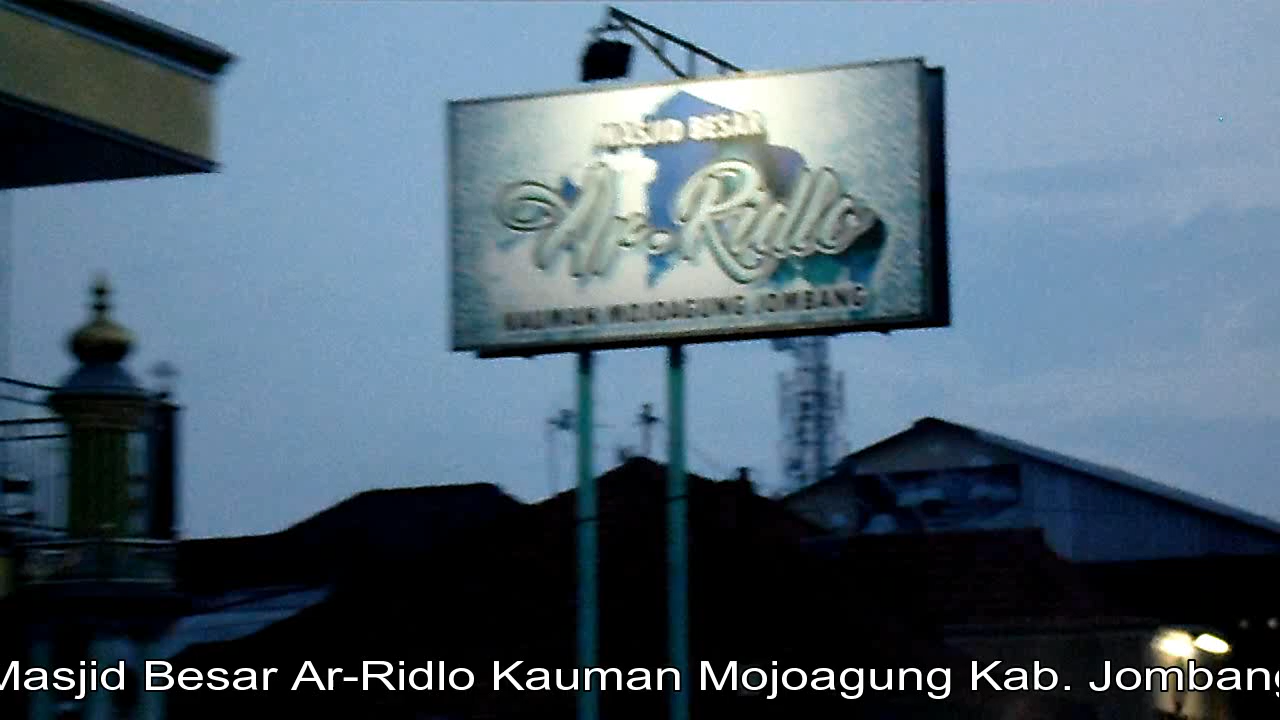 MASJID BESAR
Ar-Ridlo
KAUMAN MOJOAGUNG JOMBANG
Masjid Besar Ar-Ridlo Kauman Mojoagung Kab. Jombang